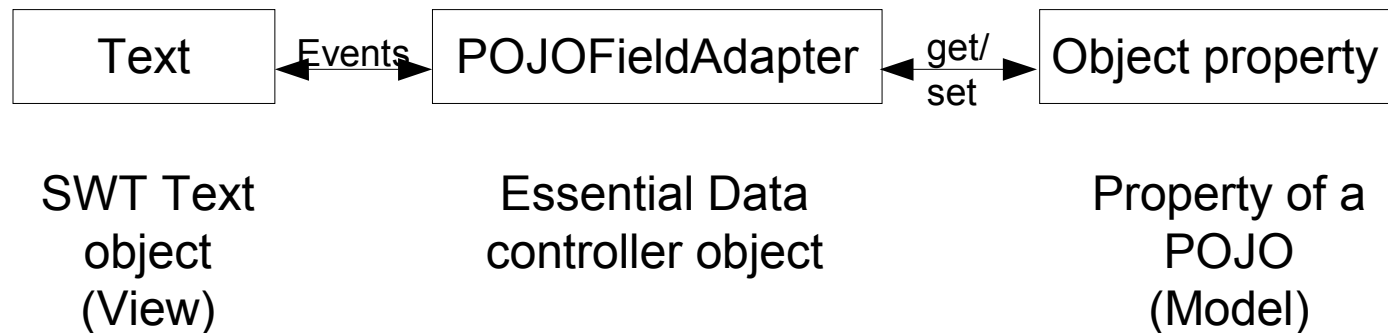 Text
Events
POJOFieldAdapter
get/
set
Object property
SWT Text
object
(View)
Essential Data
controller object
Property of a
POJO
(Model)